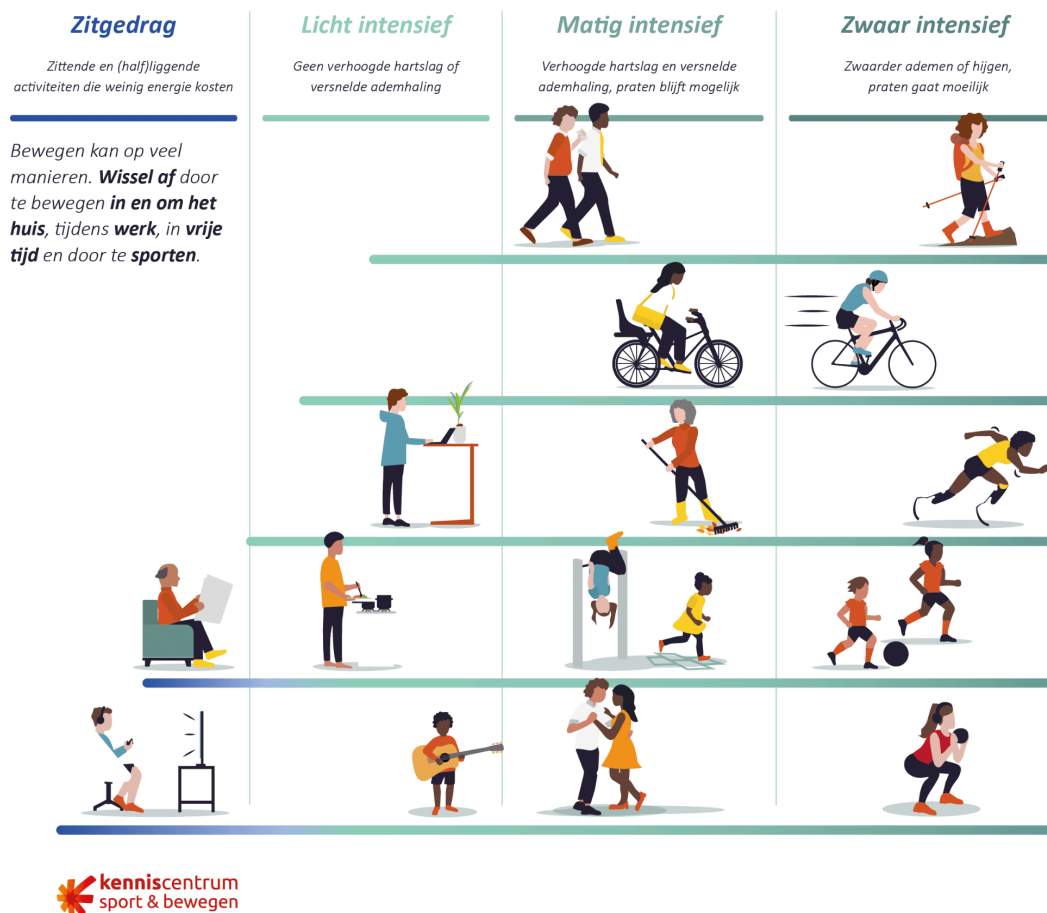 Zitgedrag
Zittende en (half)liggende
activiteiten die weinig energie kosten
Licht intensief
Geen verhoogde hartslag of
versnelde ademhaling
Matig intensief
Verhoogde hartslag en versnelde
ademhaling, praten blijft mogelijk
Zwaar intensief
Zwaarder ademen of hijgen,
praten gaat moeilijk
Bewegen kan op veel
manieren. Wissel af door
te bewegen in en om het
huis, tijdens werk, in vrije
tijd en door te sporten.
kenniscentrum
sport & bewegen